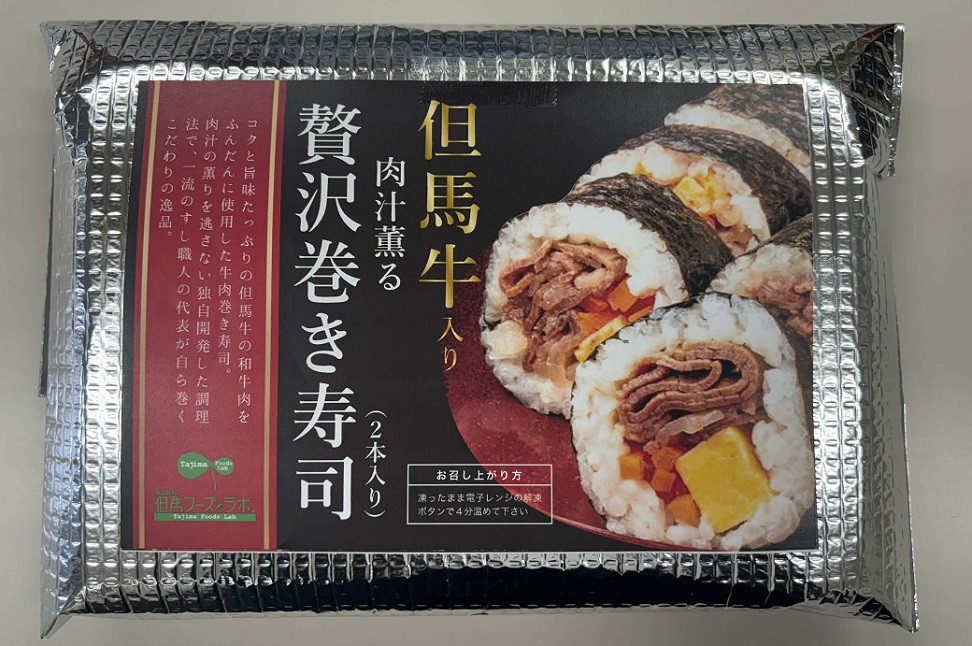 但馬牛入り
肉汁薫る
贅沢巻き寿司
(2本入り)
コクと旨味たっぷりの但馬牛の和牛肉を
ふんだんに使用した牛肉巻き寿司。
肉汁の薫りを逃さない独自開発した調理
法で、一流のすし職人の代表が自ら巻く
こだわりの逸品。
お召し上がり方
凍ったまま電子レンジの解凍
ボタンで4分温めて下さい
Tajima Foods Lab.
但馬フーズラボ
Tajima Foods Lab.